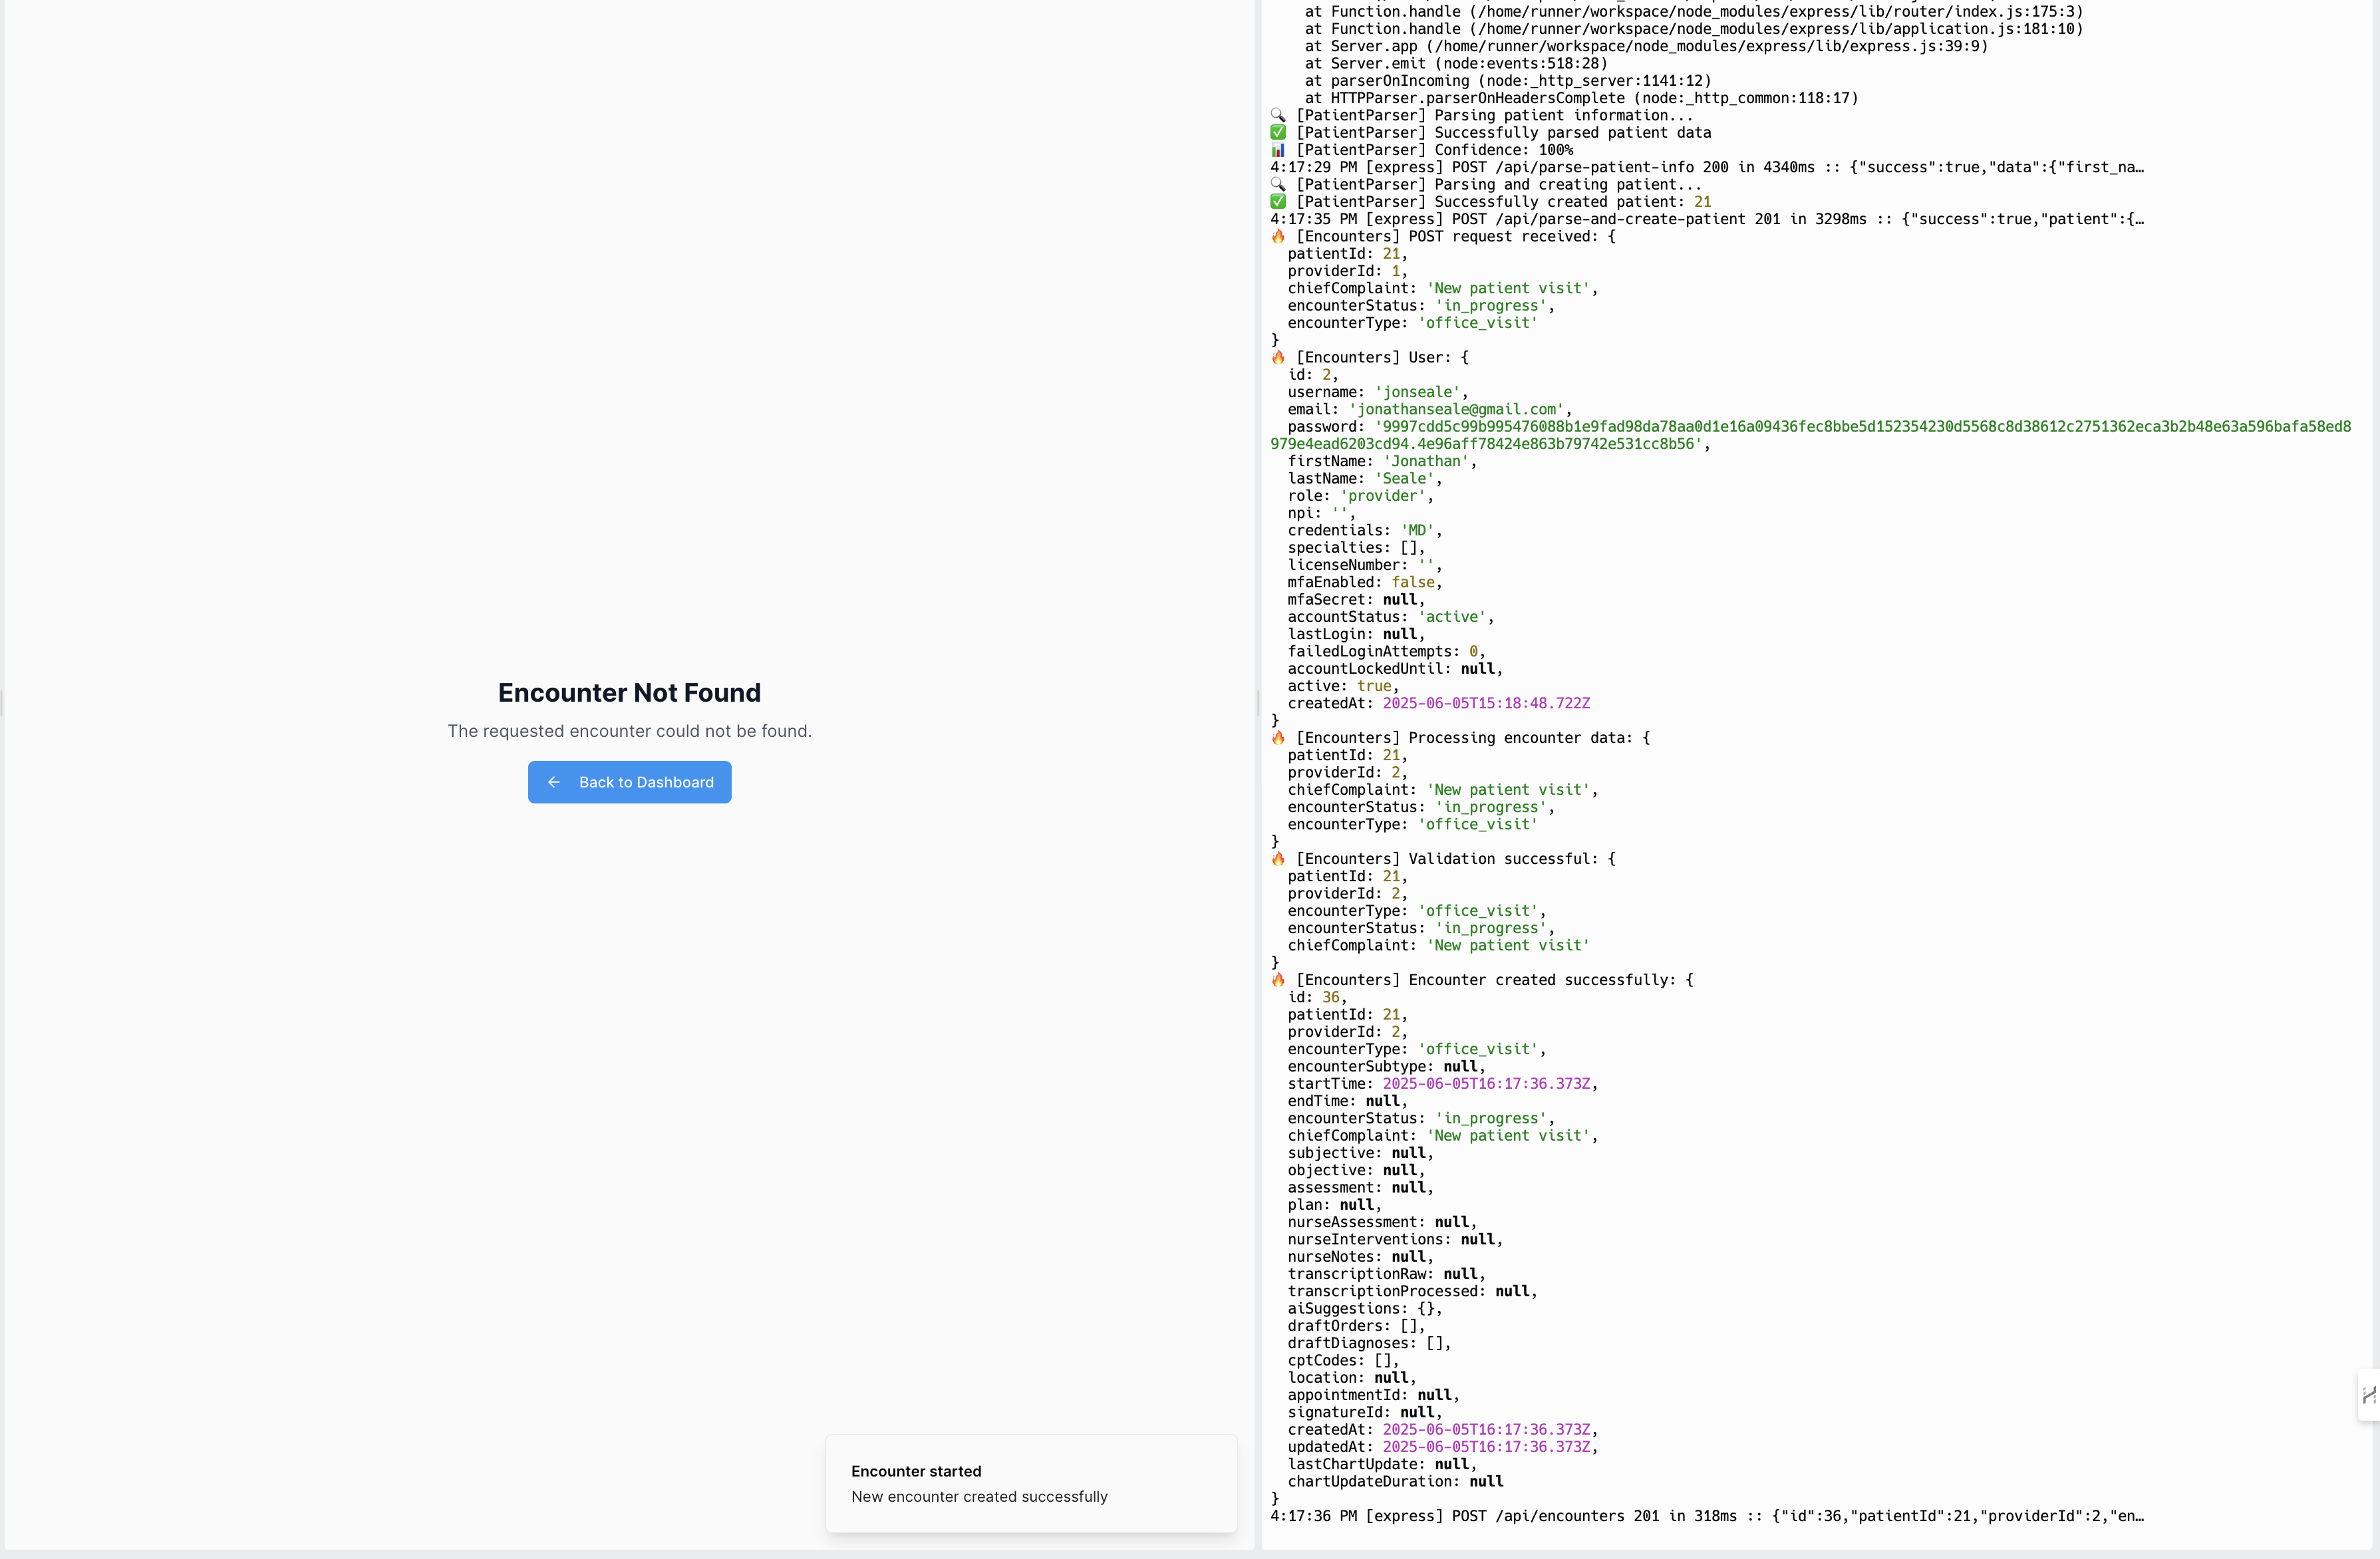 Encounter Not Found
The requested encounter could not be found.
← Back to Dashboard
Encounter started
New encounter created successfully
at Function.handle (/home/runner/workspace/node_modules/express/lib/router/index.js:175:3)
at Function.handle (/home/runner/workspace/node_modules/express/lib/application.js:181:10)
at Server.app (/home/runner/workspace/node_modules/express/lib/express.js:39:9)
at Server.emit (node:events:518:28)
at parserOnIncoming (node:_http_server:1141:12)
at HTTPParser.parserOnHeadersComplete (node:_http_common:118:17)
🔍 [PatientParser] Parsing patient information...
✅ [PatientParser] Successfully parsed patient data
📊 [PatientParser] Confidence: 100%
4:17:29 PM [express] POST /api/parse-patient-info 200 in 4340ms :: {"success":true,"data":{"first_na…
🔍 [PatientParser] Parsing and creating patient...
✅ [PatientParser] Successfully created patient: 21
4:17:35 PM [express] POST /api/parse-and-create-patient 201 in 3298ms :: {"success":true,"patient":{…
🔥 [Encounters] POST request received: {
patientId: 21,
providerId: 1,
chiefComplaint: 'New patient visit',
encounterStatus: 'in_progress',
encounterType: 'office_visit'
}
🔥 [Encounters] User: {
id: 2,
username: 'jonseale',
email: 'jonathanseale@gmail.com',
password: '9997cdd5c99b995476088b1e9fad98da78aa0d1e16a09436fec8bbe5d152354230d5568c8d38612c2751362eca3b2b48e63a596bafa58ed8
979e4ead6203cd94.4e96aff78424e863b79742e531cc8b56',
firstName: 'Jonathan',
lastName: 'Seale',
role: 'provider',
npi: '',
credentials: 'MD',
specialties: [],
licenseNumber: '',
mfaEnabled: false,
mfaSecret: null,
accountStatus: 'active',
lastLogin: null,
failedLoginAttempts: 0,
accountLockedUntil: null,
active: true,
createdAt: 2025-06-05T15:18:48.722Z
}
🔥 [Encounters] Processing encounter data: {
patientId: 21,
providerId: 2,
chiefComplaint: 'New patient visit',
encounterStatus: 'in_progress',
encounterType: 'office_visit'
}
🔥 [Encounters] Validation successful: {
patientId: 21,
providerId: 2,
encounterType: 'office_visit',
encounterStatus: 'in_progress',
chiefComplaint: 'New patient visit'
}
🔥 [Encounters] Encounter created successfully: {
id: 36,
patientId: 21,
providerId: 2,
encounterType: 'office_visit',
encounterSubtype: null,
startTime: 2025-06-05T16:17:36.373Z,
endTime: null,
encounterStatus: 'in_progress',
chiefComplaint: 'New patient visit',
subjective: null,
objective: null,
assessment: null,
plan: null,
nurseAssessment: null,
nurseInterventions: null,
nurseNotes: null,
transcriptionRaw: null,
transcriptionProcessed: null,
aiSuggestions: {},
draftOrders: [],
draftDiagnoses: [],
cptCodes: [],
location: null,
appointmentId: null,
signatureId: null,
createdAt: 2025-06-05T16:17:36.373Z,
updatedAt: 2025-06-05T16:17:36.373Z,
lastChartUpdate: null,
chartUpdateDuration: null
}
4:17:36 PM [express] POST /api/encounters 201 in 318ms :: {"id":36,"patientId":21,"providerId":2,"en…